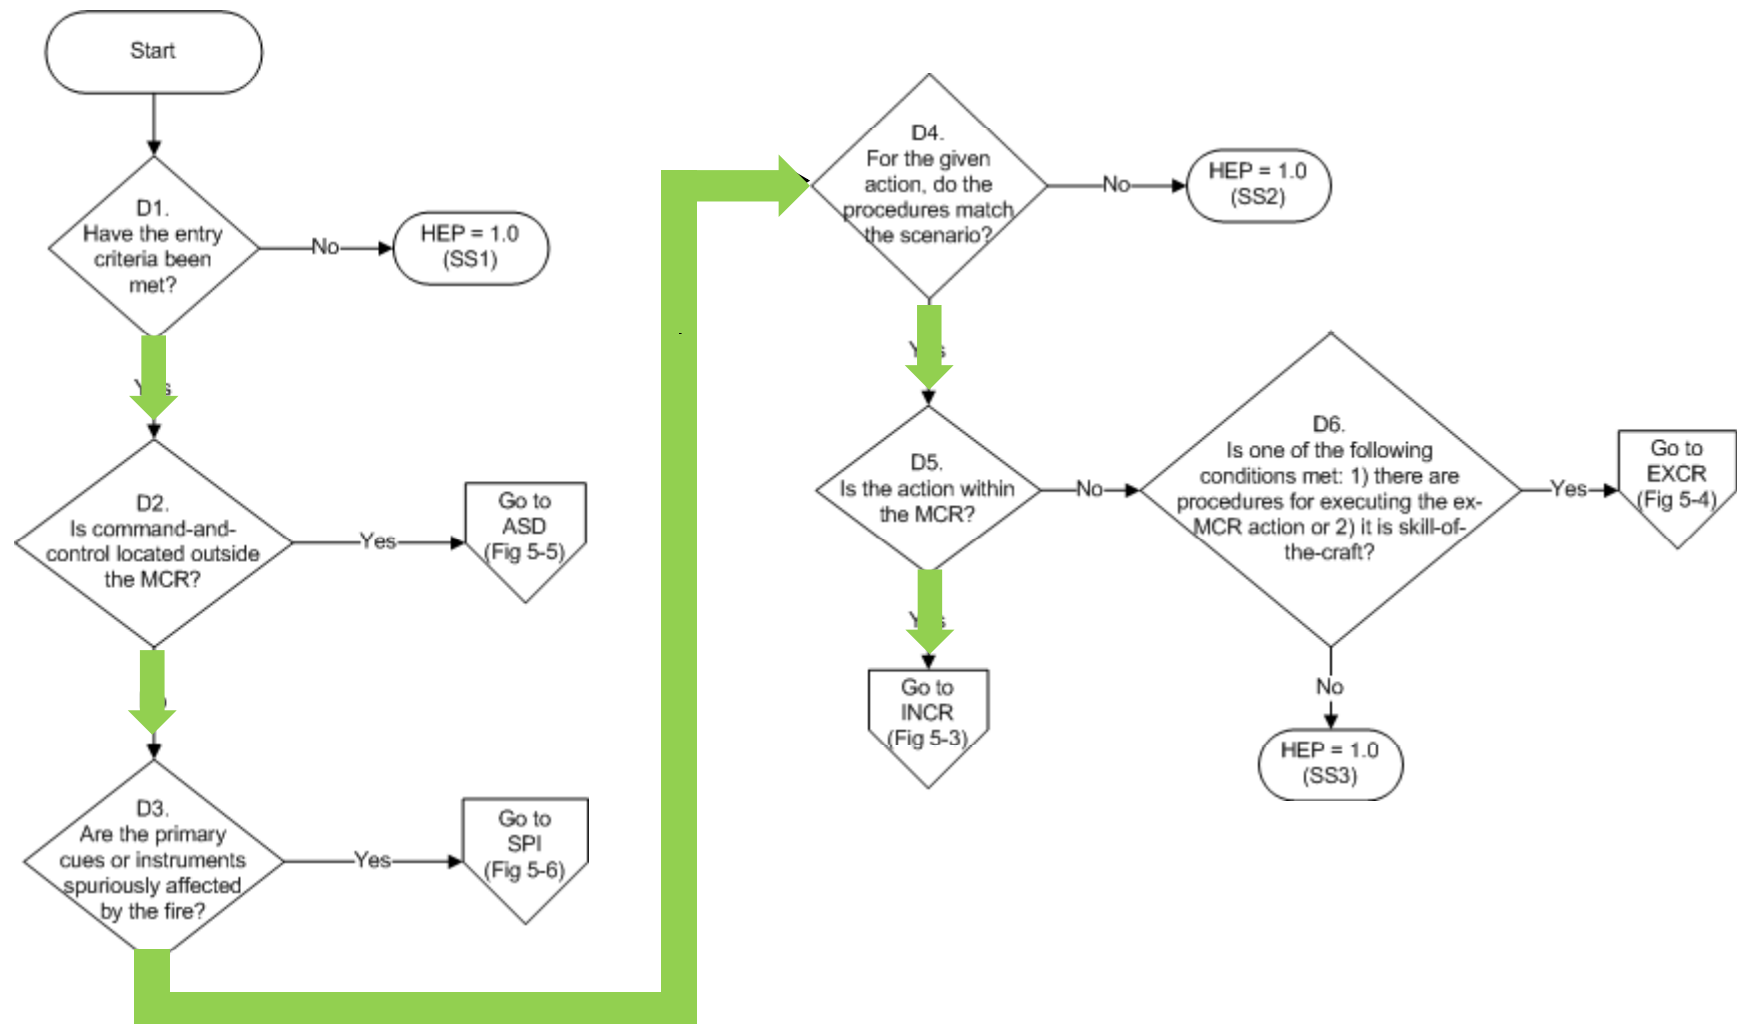 Start
D1.
Have the entry
criteria been
met?
No
HEP = 1.0
(SS1)
D2.
Is command-and-
control located outside
the MCR?
Yes
Go to
ASD
(Fig 5-5)
D3.
Are the primary
cues or instruments
spuriously affected
by the fire?
Yes
Go to
SPI
(Fig 5-6)
D4.
For the given
action, do the
procedures match
the scenario?
No
HEP = 1.0
(SS2)
D5.
Is the action within
the MCR?
No
Go to
INCR
(Fig 5-3)
D6.
Is one of the following
conditions met: 1) there are
procedures for executing the ex-
MCR action or 2) it is skill-of-
the-craft?
Yes
Go to
EXCR
(Fig 5-4)
No
HEP = 1.0
(SS3)